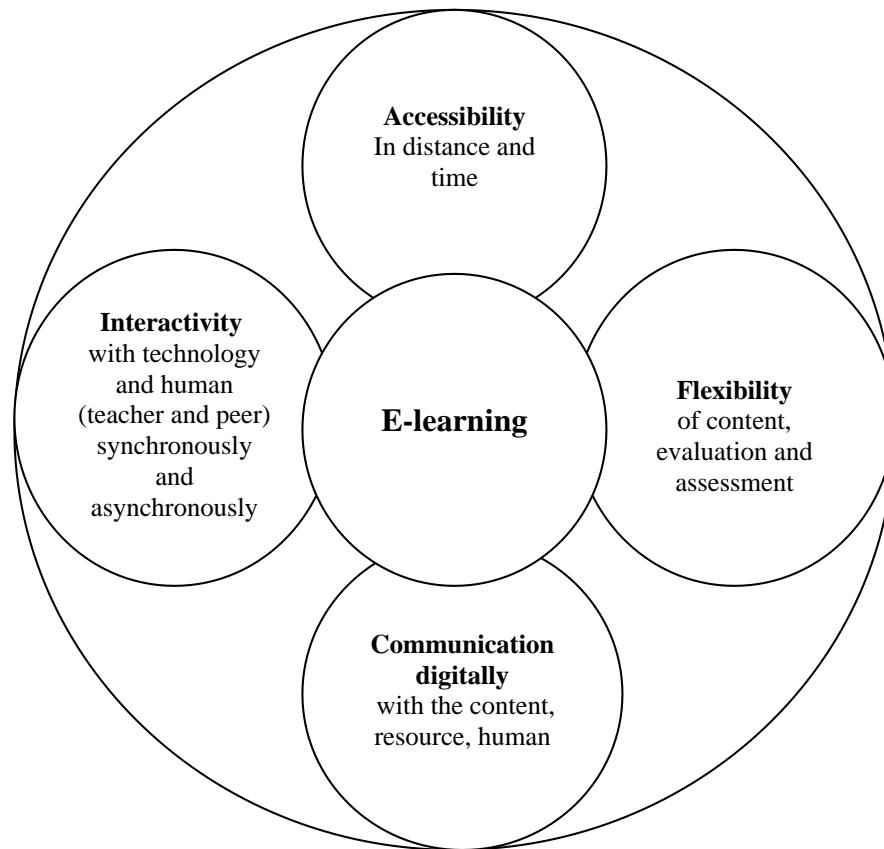 Accessibility
In distance and
time
Interactivity
with technology
and human
(teacher and peer)
synchronously
and
asynchronously
E-learning
Flexibility
of content,
evaluation and
assessment
Communication
digitally
with the content,
resource, human